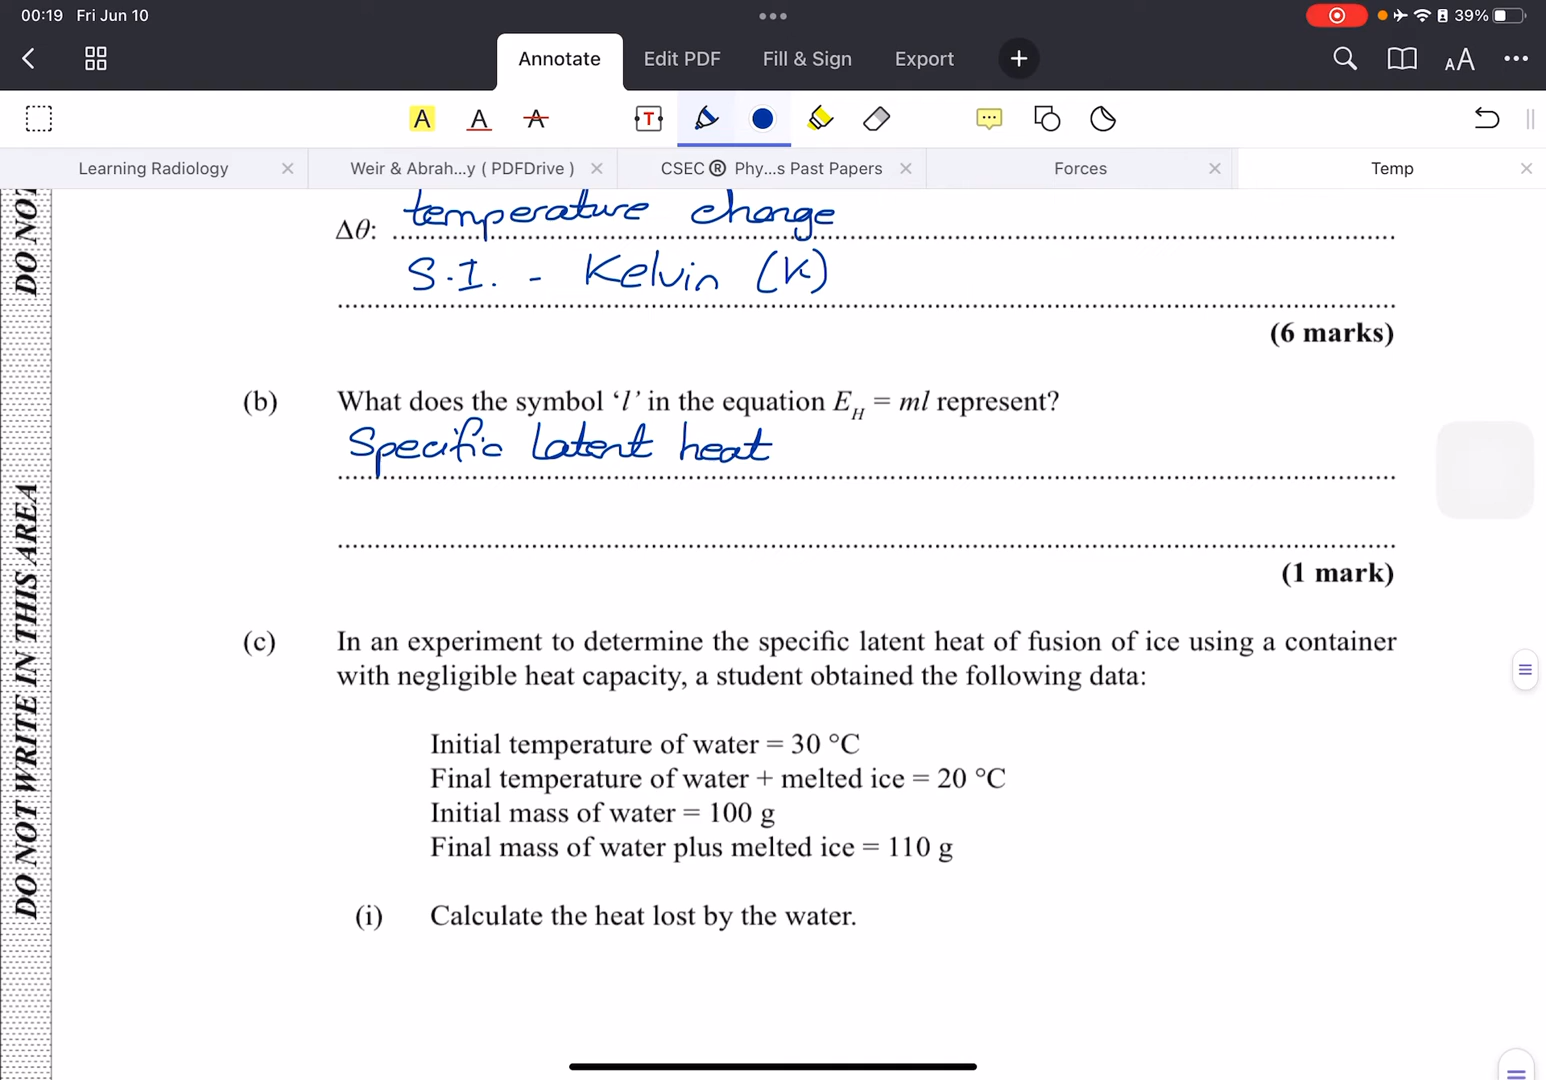 00:19 Fri Jun 10
39%
Annotate Edit PDF Fill & Sign Export
A A A T
Learning Radiology Weir & Abrah...y ( PDFDrive ) CSEC® Phy...s Past Papers Forces Temp
temperature change
Δθ:
S.I. - Kelvin (K)
(6 marks)
(b) What does the symbol ‘l’ in the equation E_H = ml represent?
Specific latent heat
(1 mark)
(c) In an experiment to determine the specific latent heat of fusion of ice using a container
with negligible heat capacity, a student obtained the following data:
Initial temperature of water = 30 °C
Final temperature of water + melted ice = 20 °C
Initial mass of water = 100 g
Final mass of water plus melted ice = 110 g
(i) Calculate the heat lost by the water.
DO NOT
DO NOT WRITE IN THIS AREA